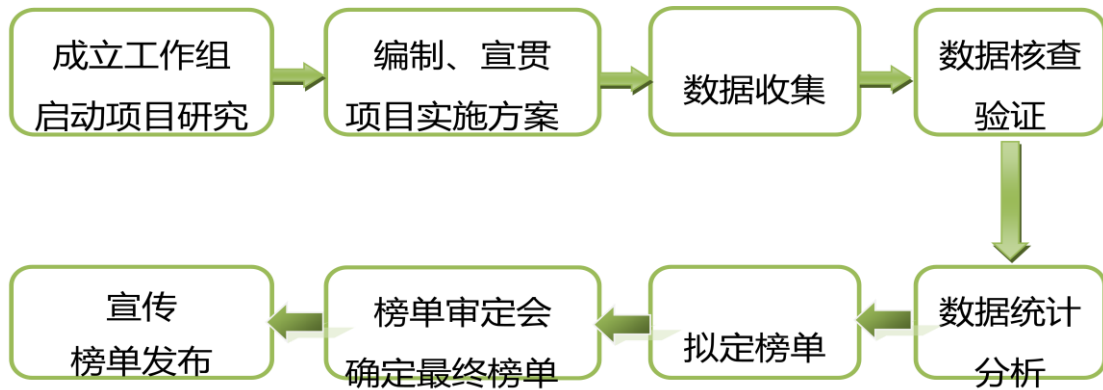 成立工作组
启动项目研究
编制、宣贯
项目实施方案
数据收集
数据核查
验证
数据统计
分析
拟定榜单
榜单审定会
确定最终榜单
宣传
榜单发布